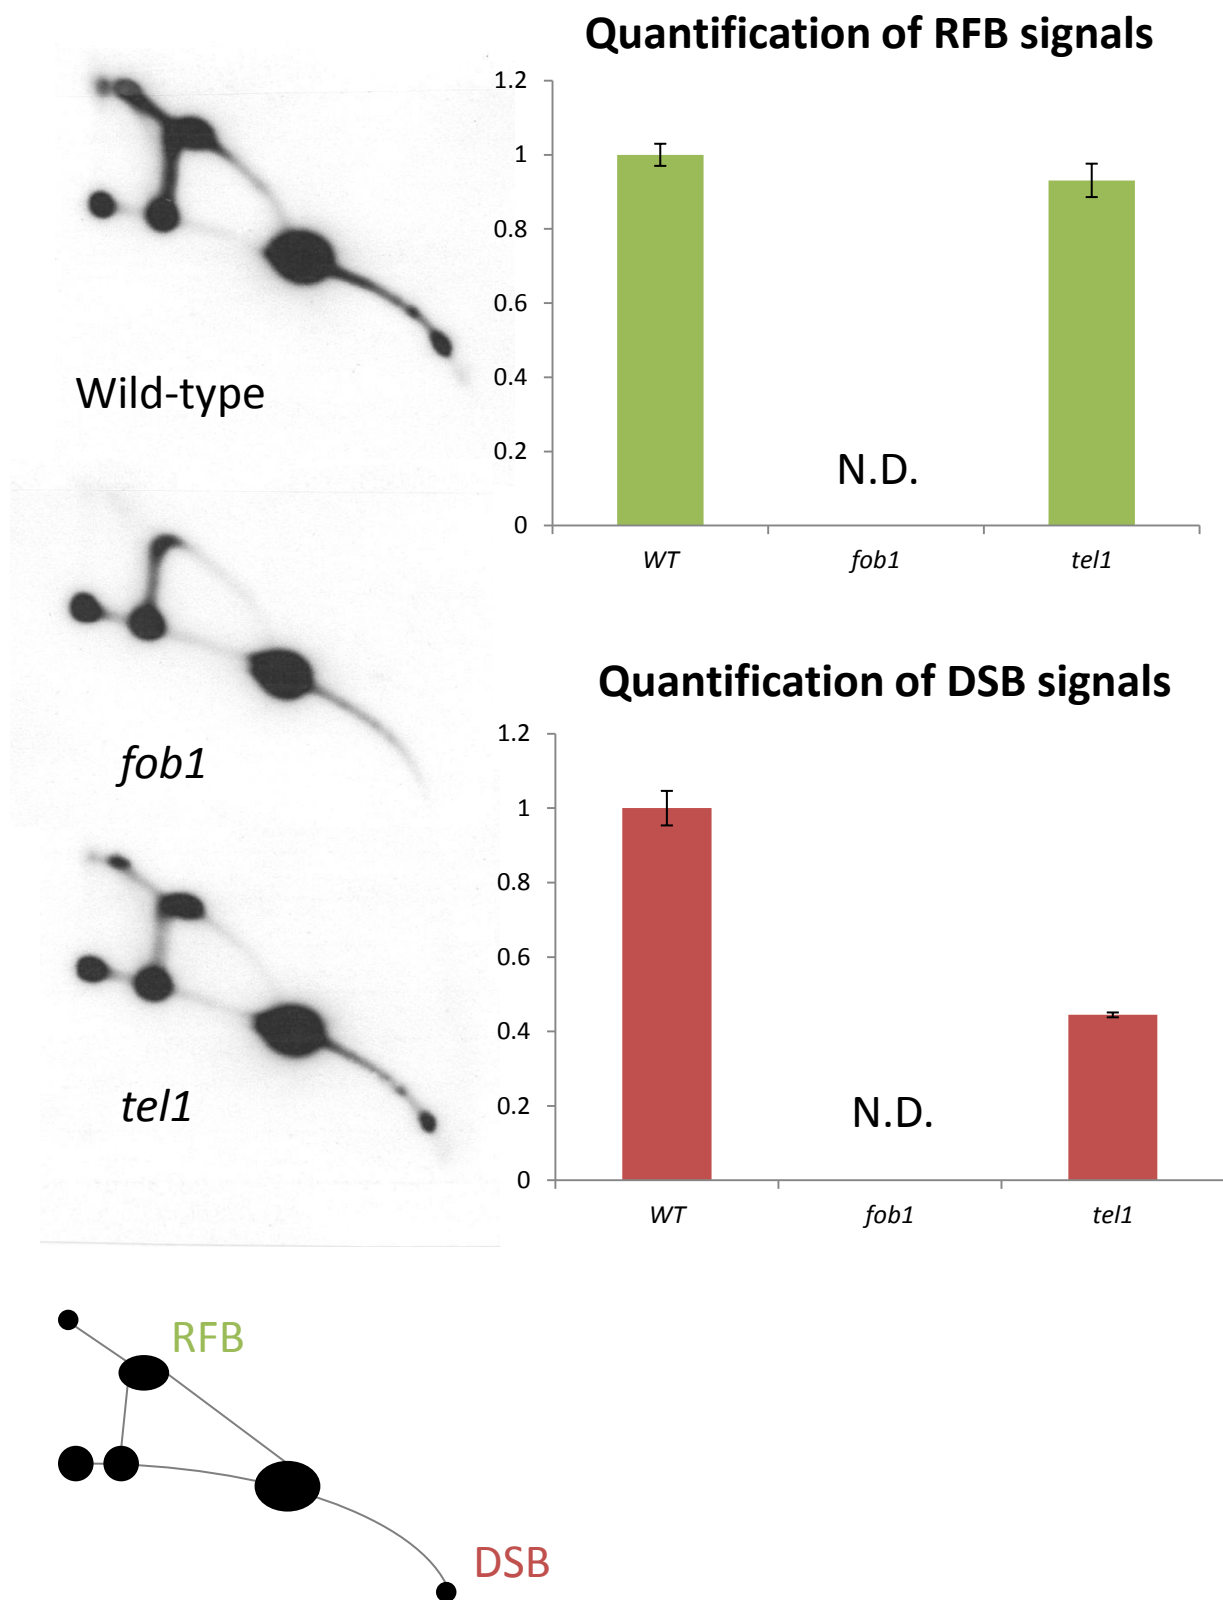 Quantification of RFB signals
1.2
1
0.8
0.6
0.4
0.2
0
N.D.
WT fob1 tel1
Wild-type
fob1
tel1
Quantification of DSB signals
1.2
1
0.8
0.6
0.4
0.2
0
N.D.
WT fob1 tel1
RFB
DSB